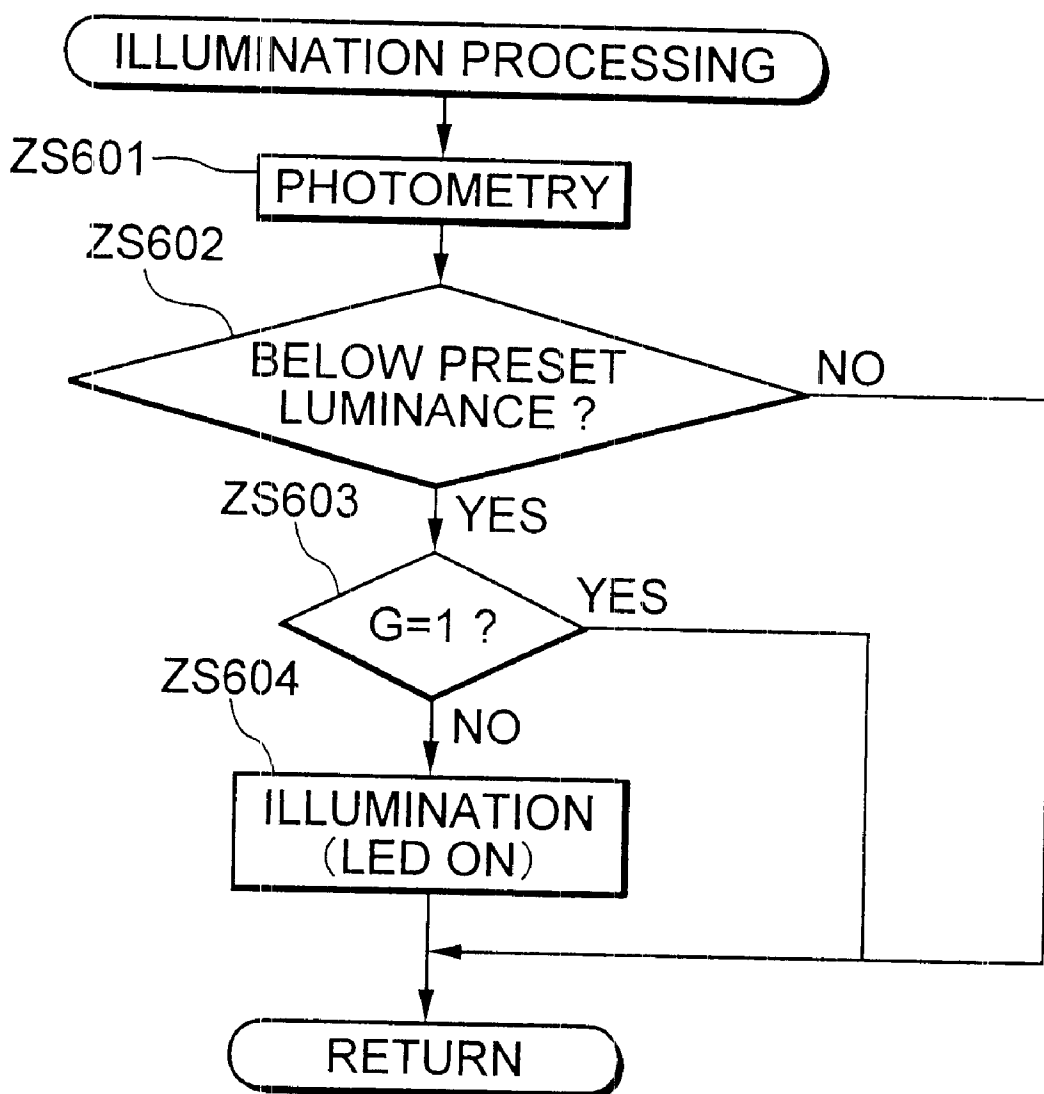 ILLUMINATION PROCESSING
ZS601
PHOTOMETRY
ZS602
BELOW PRESET
LUMINANCE ?
NO
ZS603
YES
G=1 ?
YES
ZS604
NO
ILLUMINATION
(LED ON)
RETURN